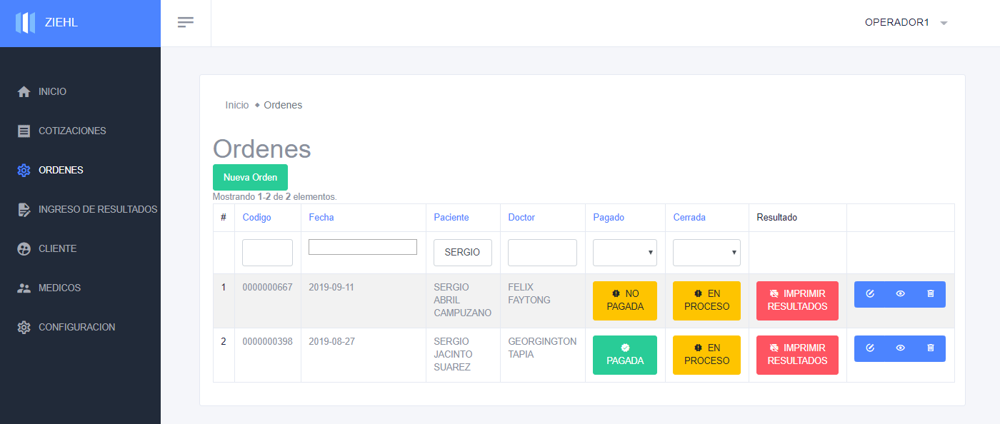 ZIEHL
OPERADOR1
INICIO
COTIZACIONES
ORDENES
INGRESO DE RESULTADOS
CLIENTE
MEDICOS
CONFIGURACION
Inicio ◆ Ordenes
Ordenes
Nueva Orden
Mostrando 1-2 de 2 elementos.
# Codigo Fecha Paciente Doctor Pagado Cerrada Resultado
SERGIO
1 0000000667 2019-09-11 SERGIO FELIX NO EN IMPRIMIR
ABRIL FAYTONG PAGADA PROCESO RESULTADOS
CAMPUZANO
2 0000000398 2019-08-27 SERGIO GEORGINGTON EN IMPRIMIR
JACINTO TAPIA PAGADA PROCESO RESULTADOS
SUAREZ